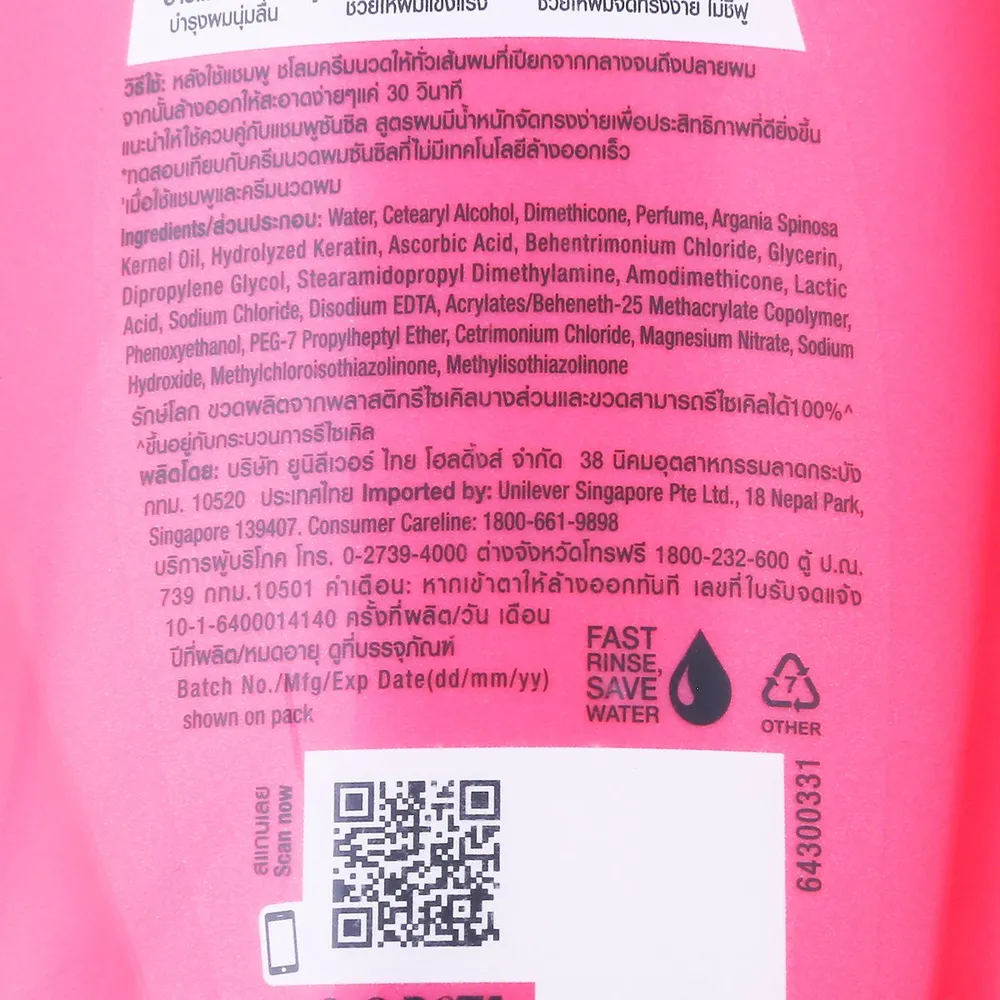 บำรุงผมนุ่มลื่น
ช่วยให้ผมแข็งแรง
ช่วยให้ผมจัดทรงง่าย ไม่ชี้ฟู
วิธีใช้: หลังใช้แชมพู ชโลมครีมนวดให้ทั่วเส้นผมที่เปียกจากกลางจนถึงปลายผม
จากนั้นล้างออกให้สะอาดง่ายๆแค่ 30 วินาที
แนะนำให้ใช้ควบคู่กับแชมพูซันซิล สูตรผมมีน้ำหนักจัดทรงง่ายเพื่อประสิทธิภาพที่ดียิ่งขึ้น
*ทดสอบเทียบกับครีมนวดผมซันซิลที่ไม่มีเทคโนโลยีล้างออกเร็ว
'เมื่อใช้แชมพูและครีมนวดผม
Ingredients/ส่วนประกอบ: Water, Cetearyl Alcohol, Dimethicone, Perfume, Argania Spinosa
Kernel Oil, Hydrolyzed Keratin, Ascorbic Acid, Behentrimonium Chloride, Glycerin,
Dipropylene Glycol, Stearamidopropyl Dimethylamine, Amodimethicone, Lactic
Acid, Sodium Chloride, Disodium EDTA, Acrylates/Beheneth-25 Methacrylate Copolymer,
Phenoxyethanol, PEG-7 Propylheptyl Ether, Cetrimonium Chloride, Magnesium Nitrate, Sodium
Hydroxide, Methylchloroisothiazolinone, Methylisothiazolinone
รักษ์โลก ขวดผลิตจากพลาสติกรีไซเคิลบางส่วนและขวดสามารถรีไซเคิลได้100%^
^ขึ้นอยู่กับกระบวนการรีไซเคิล
ผลิตโดย: บริษัท ยูนิลีเวอร์ ไทย โฮลดิ้งส์ จำกัด 38 นิคมอุตสาหกรรมลาดกระบัง
กทม. 10520 ประเทศไทย Imported by: Unilever Singapore Pte Ltd., 18 Nepal Park,
Singapore 139407. Consumer Careline: 1800-661-9898
บริการผู้บริโภค โทร. 0-2739-4000 ต่างจังหวัดโทรฟรี 1800-232-600 ตู้ ป.ณ.
739 กทม.10501 คำเตือน: หากเข้าตาให้ล้างออกทันที เลขที่ใบรับจดแจ้ง
10-1-6400014140 ครั้งที่ผลิต/วัน เดือน
ปีที่ผลิต/หมดอายุ ดูที่บรรจุภัณฑ์
Batch No./Mfg/Exp Date(dd/mm/yy)
shown on pack
FAST
RINSE,
SAVE
WATER
7
OTHER
สแกนเลย
Scan now
64300331